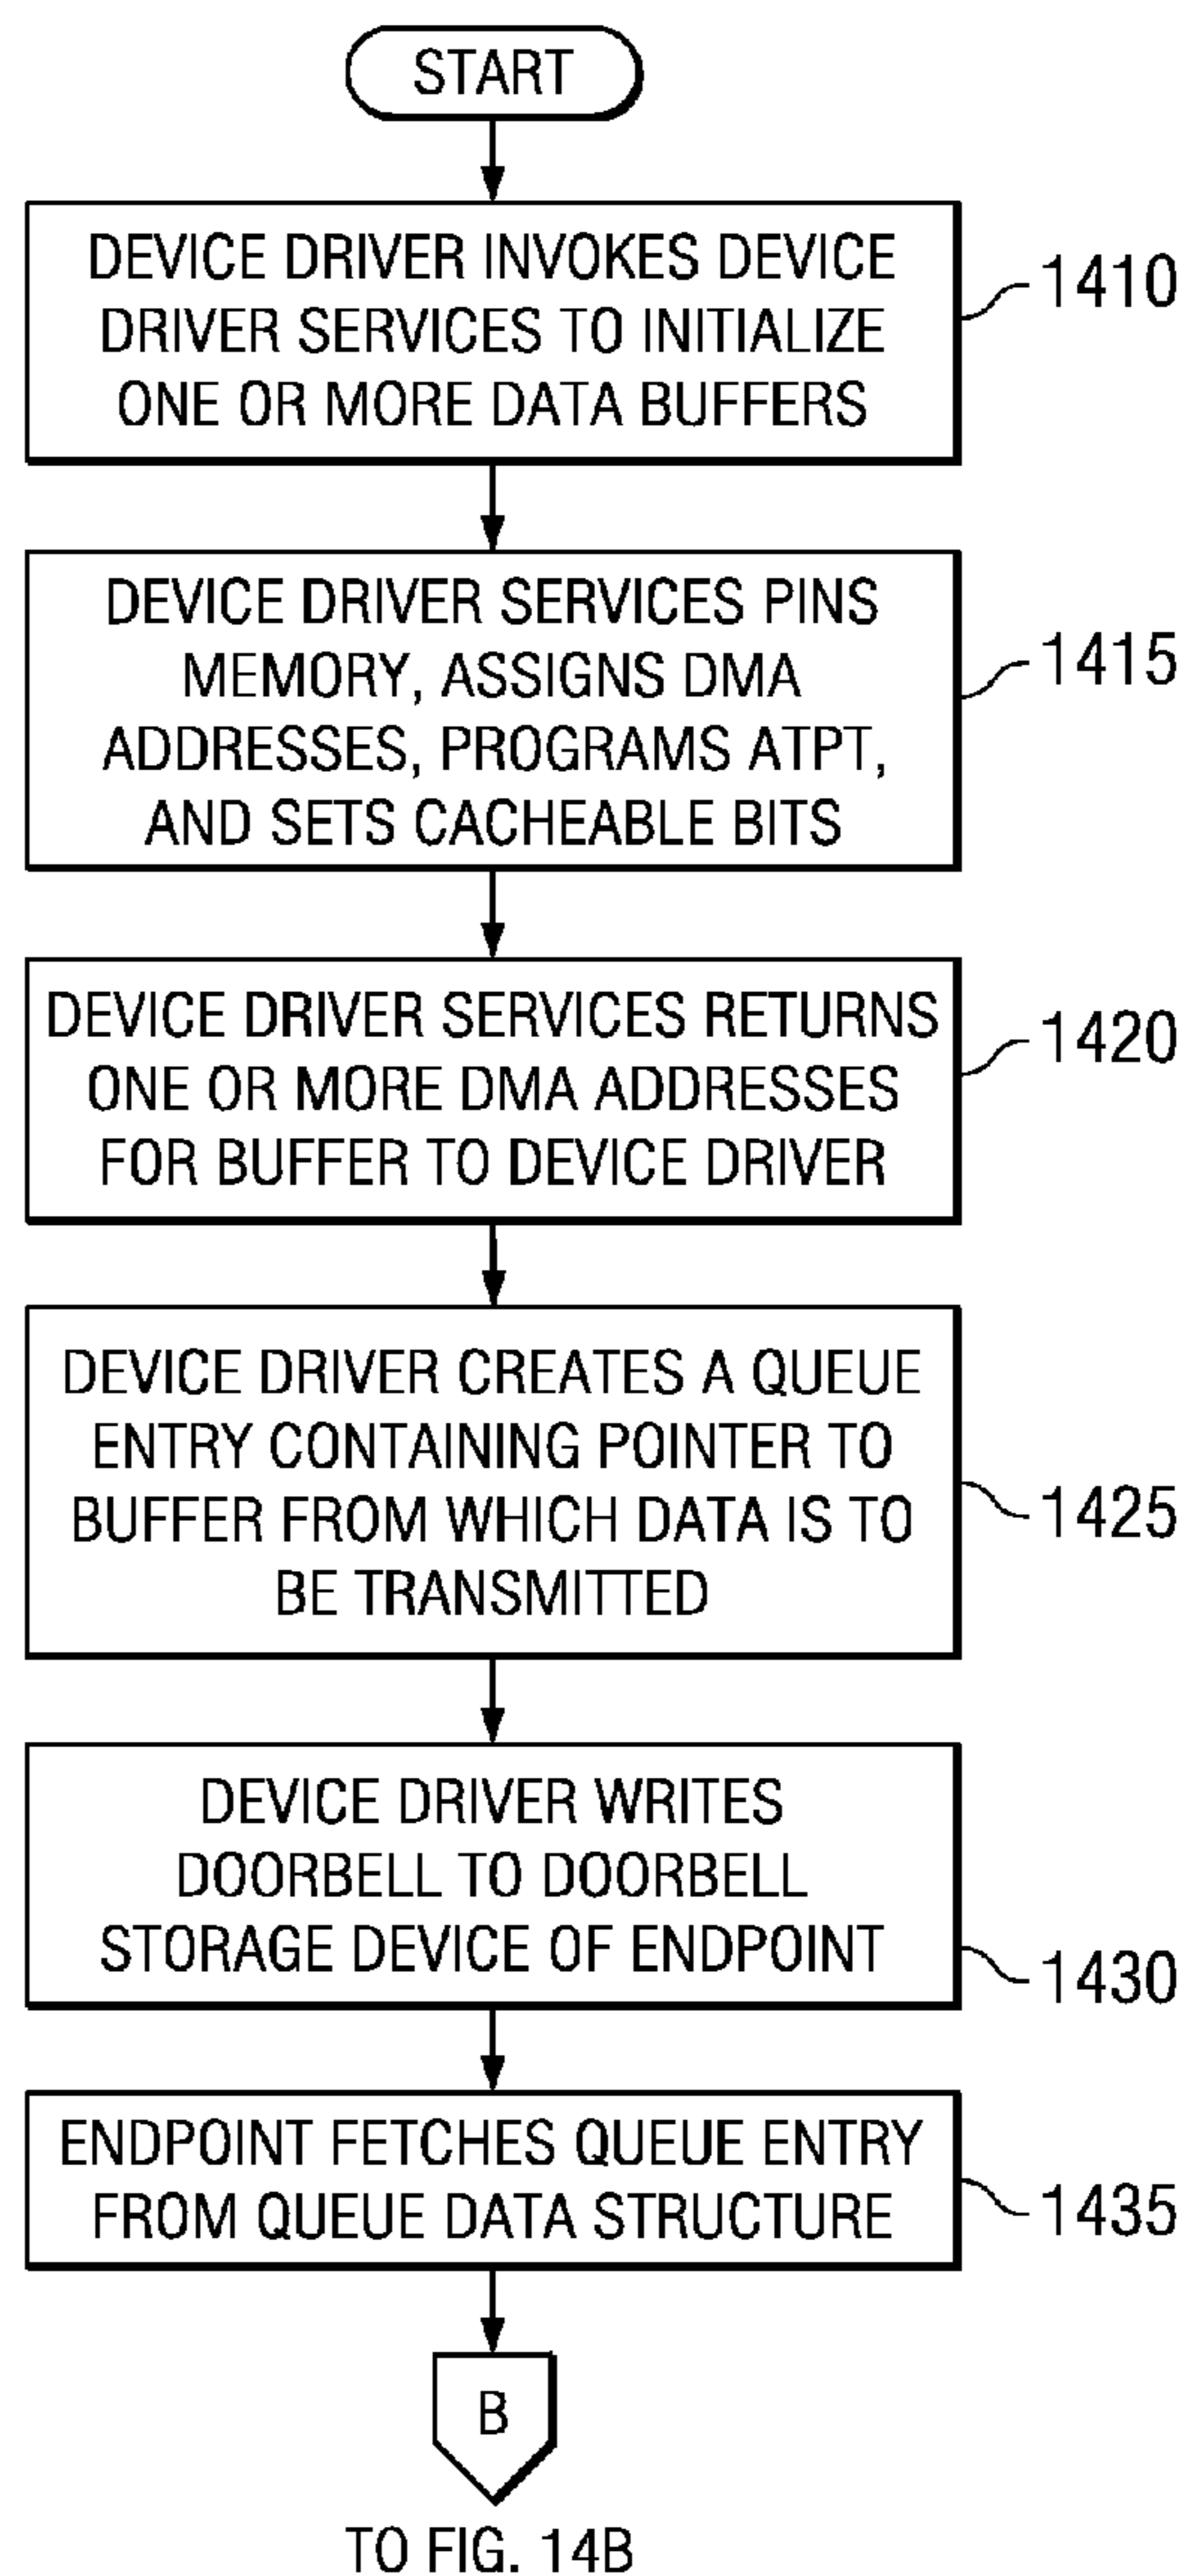 START
DEVICE DRIVER INVOKES DEVICE
DRIVER SERVICES TO INITIALIZE
ONE OR MORE DATA BUFFERS
1410
DEVICE DRIVER SERVICES PINS
MEMORY, ASSIGNS DMA
ADDRESSES, PROGRAMS ATPT,
AND SETS CACHEABLE BITS
1415
DEVICE DRIVER SERVICES RETURNS
ONE OR MORE DMA ADDRESSES
FOR BUFFER TO DEVICE DRIVER
1420
DEVICE DRIVER CREATES A QUEUE
ENTRY CONTAINING POINTER TO
BUFFER FROM WHICH DATA IS TO
BE TRANSMITTED
1425
DEVICE DRIVER WRITES
DOORBELL TO DOORBELL
STORAGE DEVICE OF ENDPOINT
1430
ENDPOINT FETCHES QUEUE ENTRY
FROM QUEUE DATA STRUCTURE
1435
B
TO FIG. 14B